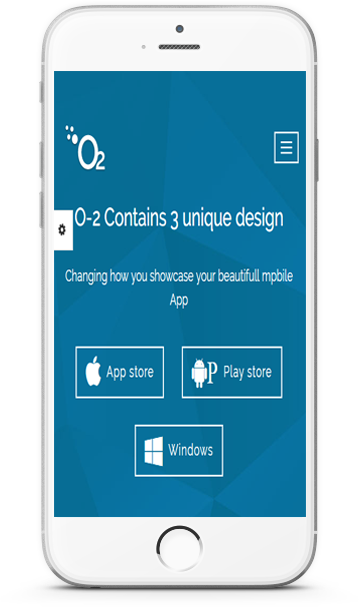 O2
O-2 Contains 3 unique design
Changing how you showcase your beautifull mpbile
App
App store
P Play store
Windows